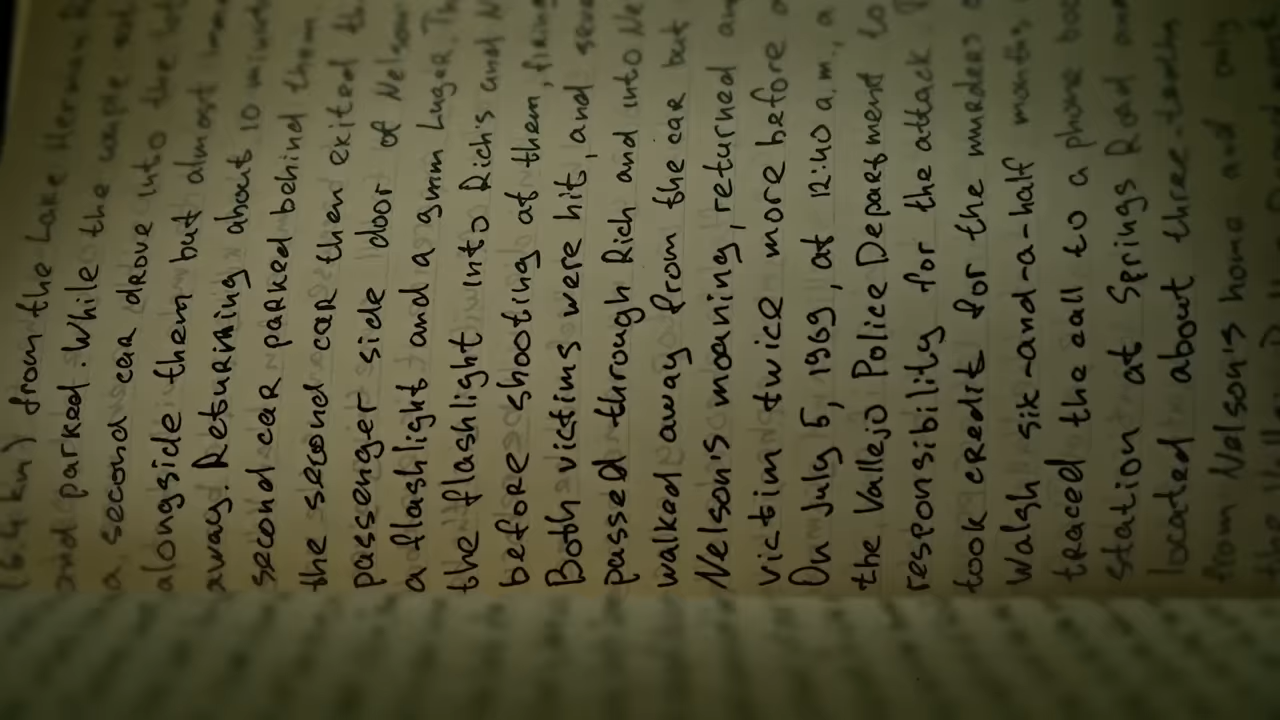 (6.4 km) from the Lake Herman
and parked. While the couple
a second car drove into the lot
alongside them but almost
away. Returning about 10
second car parked behind them
the second car then exited
passenger side door of Nelson
a flashlight and a 9mm Luger.
the flashlight into Rich's and
before shooting at them, firing
Both victims were hit, and
passed through Rich and into
walked away from the car but
Nelson's moaning, returned
victim twice more before
On July 5, 1969, at 12:40 a.m., a
the Vallejo Police Department to
responsibility for the attack
took credit for the murders
Walsh sik-and-a-half months
traced the call to a phone
station at Springs Road
located about three-tenths
from Nelson's home and only
the